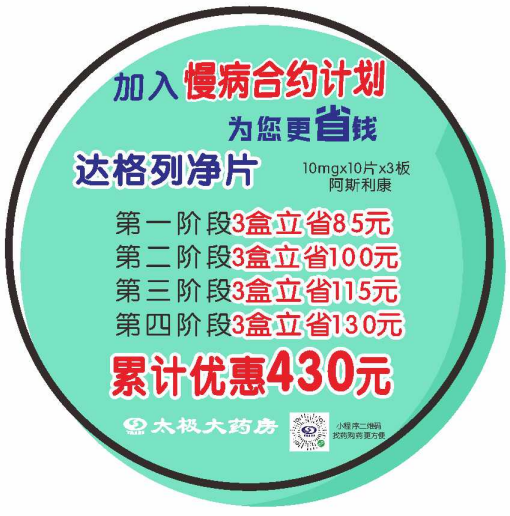 加入慢病合约计划
为您更省钱
达格列净片
10mgx10片x3板
阿斯利康
第一阶段3盒立省85元
第二阶段3盒立省100元
第三阶段3盒立省115元
第四阶段3盒立省130元
累计优惠430元
太极大药房
小程序二维码
找药购药更方便